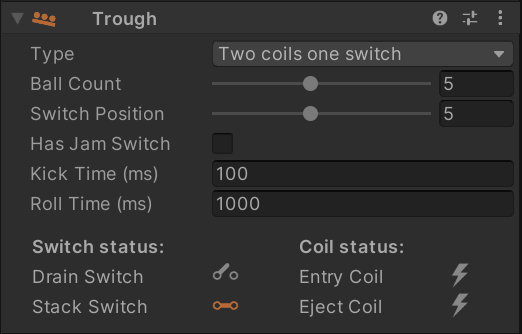 Trough
Type Two coils one switch
Ball Count 5
Switch Position 5
Has Jam Switch
Kick Time (ms) 100
Roll Time (ms) 1000
Switch status: Coil status:
Drain Switch Entry Coil
Stack Switch Eject Coil